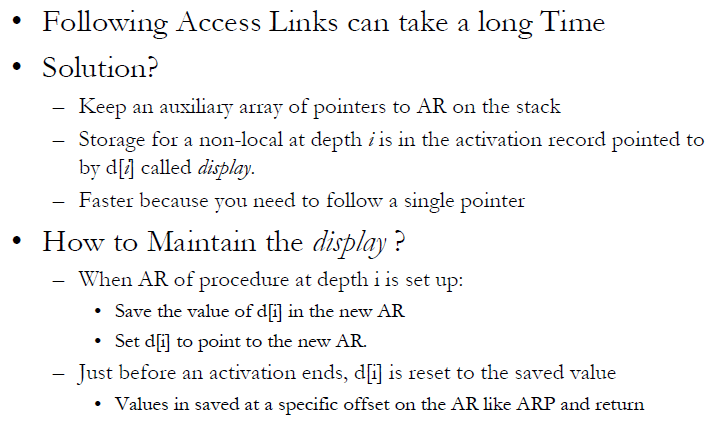 • Following Access Links can take a long Time
• Solution?
– Keep an auxiliary array of pointers to AR on the stack
– Storage for a non-local at depth i is in the activation record pointed to
by d[i] called display.
– Faster because you need to follow a single pointer
• How to Maintain the display ?
– When AR of procedure at depth i is set up:
• Save the value of d[i] in the new AR
• Set d[i] to point to the new AR.
– Just before an activation ends, d[i] is reset to the saved value
• Values in saved at a specific offset on the AR like ARP and return